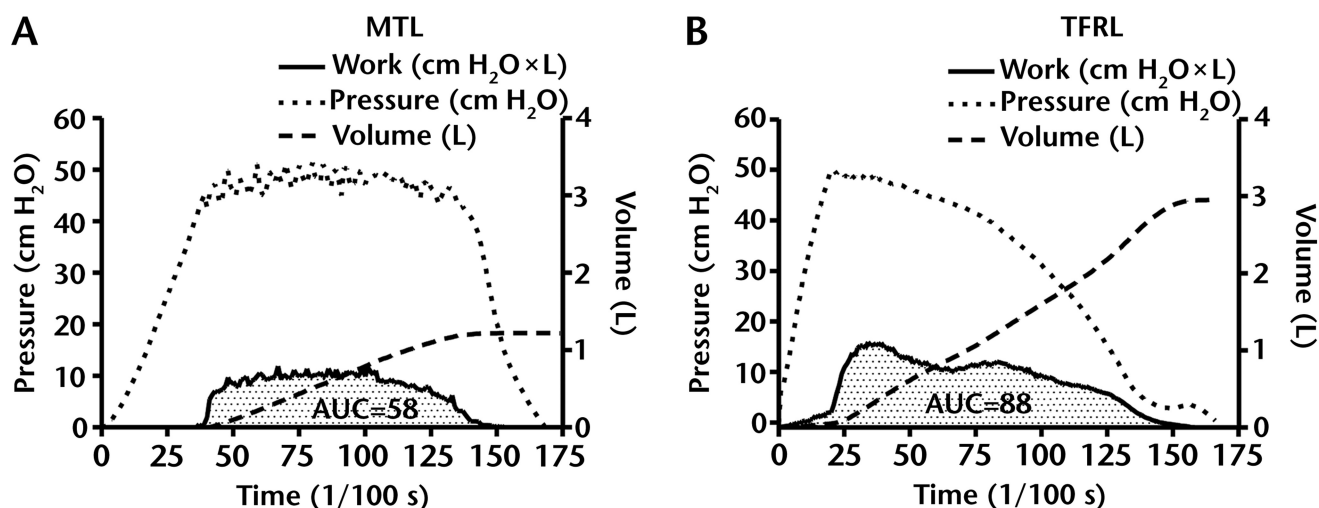 A
MTL
Work (cm H₂O×L)
Pressure (cm H₂O)
Volume (L)
60
50
40
30
20
10
0
Pressure (cm H₂O)
4
3
2
1
0
Volume (L)
AUC=58
0 25 50 75 100 125 150 175
Time (1/100 s)
B
TFRL
Work (cm H₂O×L)
Pressure (cm H₂O)
Volume (L)
60
50
40
30
20
10
0
Pressure (cm H₂O)
4
3
2
1
0
Volume (L)
AUC=88
0 25 50 75 100 125 150 175
Time (1/100 s)